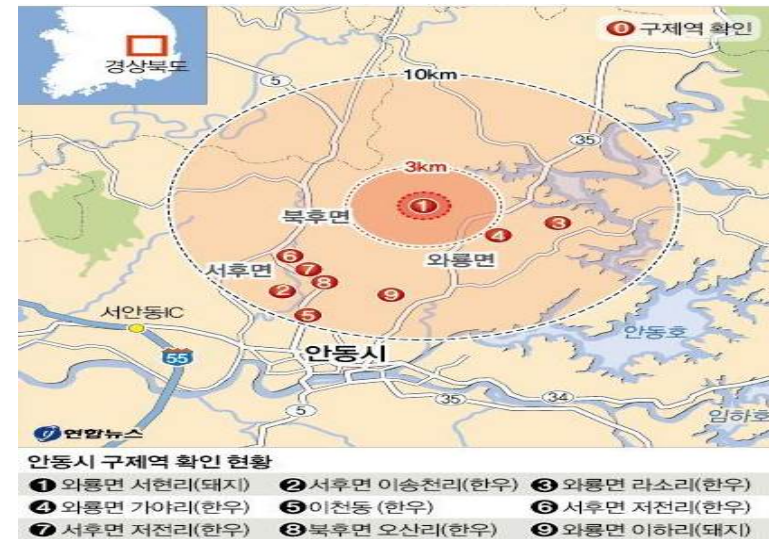 경상북도
0 구제역 확인
10km
5
35
3km
1
북후면
3
4
와룡면
6
서후면
7
8
2
9
5
서안동IC
안동시
안동호
55
5
35
34
임하호
연합뉴스
안동시 구제역 확인 현황
1 와룡면 서현리(돼지) 2 서후면 이송천리(한우) 3 와룡면 라소리(한우)
4 와룡면 가야리(한우) 5 이천동 (한우) 6 서후면 저전리(한우)
7 서후면 저전리(한우) 8 북후면 오산리(한우) 9 와룡면 이하리(돼지)